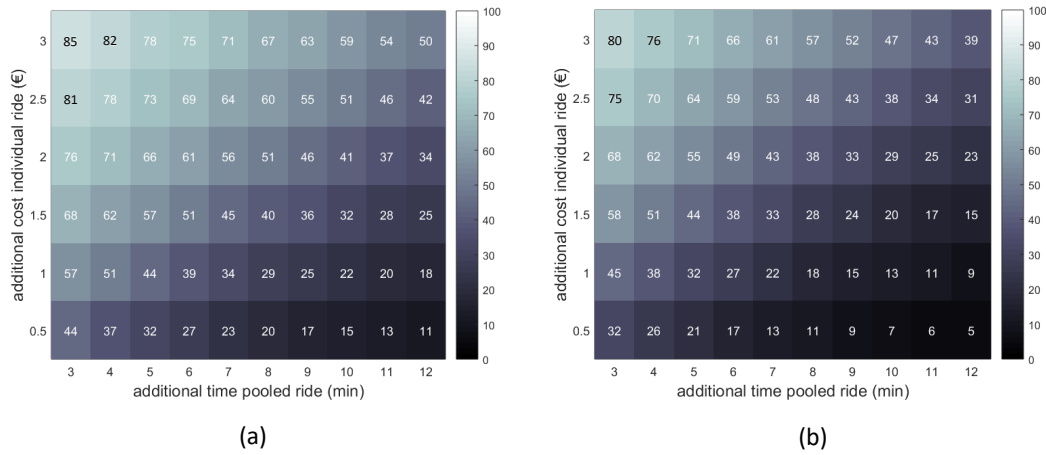 additional cost individual ride (€)
3 85 82 78 75 71 67 63 59 54 50
2.5 81 78 73 69 64 60 55 51 46 42
2 76 71 66 61 56 51 46 41 37 34
1.5 68 62 57 51 45 40 36 32 28 25
1 57 51 44 39 34 29 25 22 20 18
0.5 44 37 32 27 23 20 17 15 13 11
3 4 5 6 7 8 9 10 11 12
additional time pooled ride (min)
100
90
80
70
60
50
40
30
20
10
0
(a)
additional cost individual ride (€)
3 80 76 71 66 61 57 52 47 43 39
2.5 75 70 64 59 53 48 43 38 34 31
2 68 62 55 49 43 38 33 29 25 23
1.5 58 51 44 38 33 28 24 20 17 15
1 45 38 32 27 22 18 15 13 11 9
0.5 32 26 21 17 13 11 9 7 6 5
3 4 5 6 7 8 9 10 11 12
additional time pooled ride (min)
100
90
80
70
60
50
40
30
20
10
0
(b)